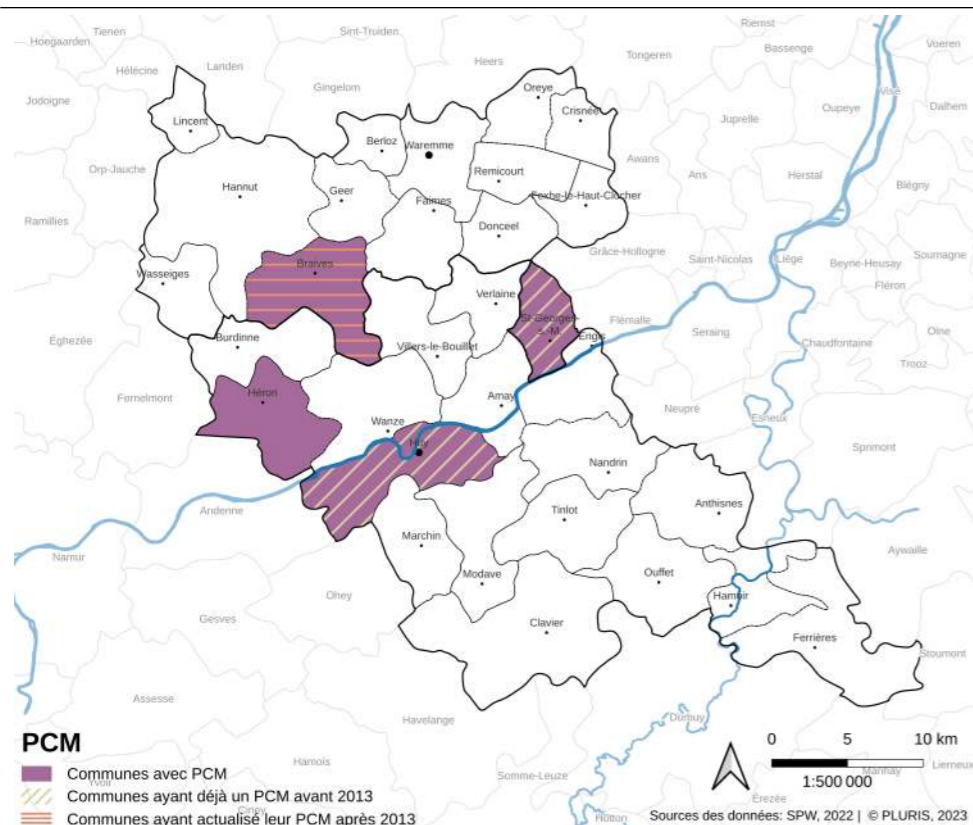 Tienen
Sint-Truiden
Riemst
Hoegaarden
Voeren
Bassenge
Heers
Tongeren
Hélécine
Landen
Gingelom
Oreye
Visé
Jodoigne
Crisnée
Oupeye
Dalhem
Lincent
Juprelle
Berloz
Waremme
Awans
Orp-Jauche
Remicourt
Ans
Herstal
Blégny
Hannut
Geer
Fexhe-le-Haut-Clocher
Faimes
Ramillies
Donceel
Grâce-Hollogne
Saint-Nicolas
Liège
Beyne-Heusay
Soumagne
Braives
Wasseiges
Fléron
Verlaine
St-Georges-
s.-M.
Flémalle
Seraing
Olne
Burdinne
Engis
Éghezée
Villers-le-Bouillet
Chaudfontaine
Trooz
Héron
Fernelmont
Amay
Neupré
Esneux
Wanze
Huy
Sprimont
Nandrin
Andenne
Anthisnes
Tinlot
Marchin
Aywaille
Namur
Modave
Ouffet
Ohey
Hamoir
Gesves
Clavier
Ferrières
Stoumont
Assesse
Havelange
Durbuy
PCM
Hamois
0 5 10 km
Communes avec PCM
Yvoir
Somme-Leuze
Manhay
Lierneux
1:500 000
Communes ayant déjà un PCM avant 2013
Érezée
Ciney
Communes ayant actualisé leur PCM après 2013
Hotton
Sources des données: SPW, 2022 | © PLURIS, 2023